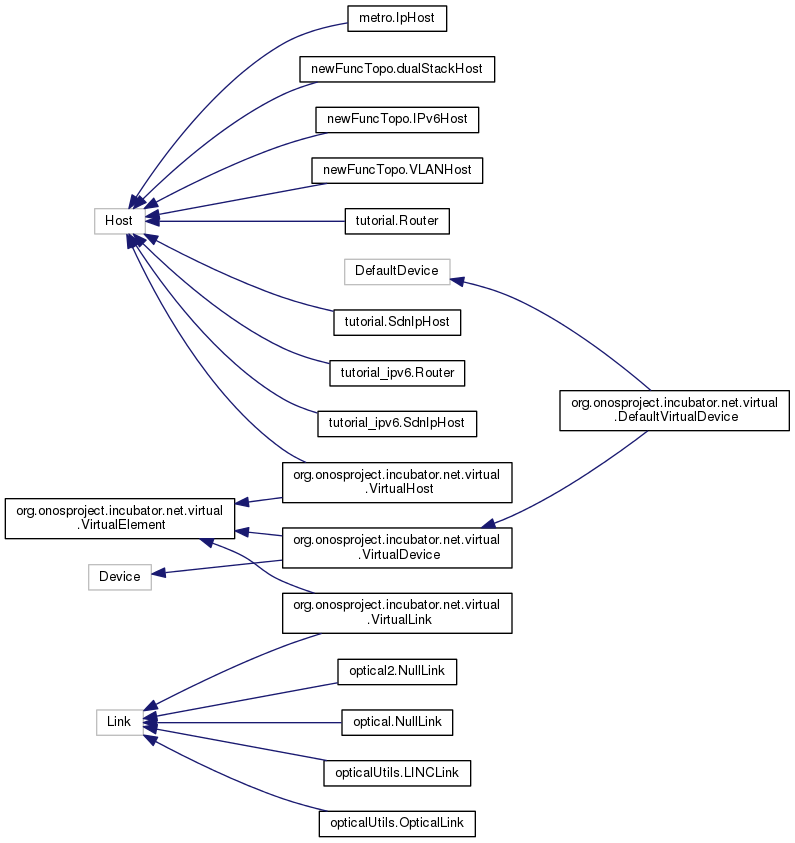 metro.IpHost
newFuncTopo.dualStackHost
newFuncTopo.IPv6Host
newFuncTopo.VLANHost
Host
tutorial.Router
DefaultDevice
tutorial.SdnIpHost
tutorial_ipv6.Router
org.onosproject.incubator.net.virtual
.DefaultVirtualDevice
tutorial_ipv6.SdnIpHost
org.onosproject.incubator.net.virtual
.VirtualHost
org.onosproject.incubator.net.virtual
.VirtualElement
org.onosproject.incubator.net.virtual
.VirtualDevice
Device
org.onosproject.incubator.net.virtual
.VirtualLink
optical2.NullLink
Link
optical.NullLink
opticalUtils.LINCLink
opticalUtils.OpticalLink